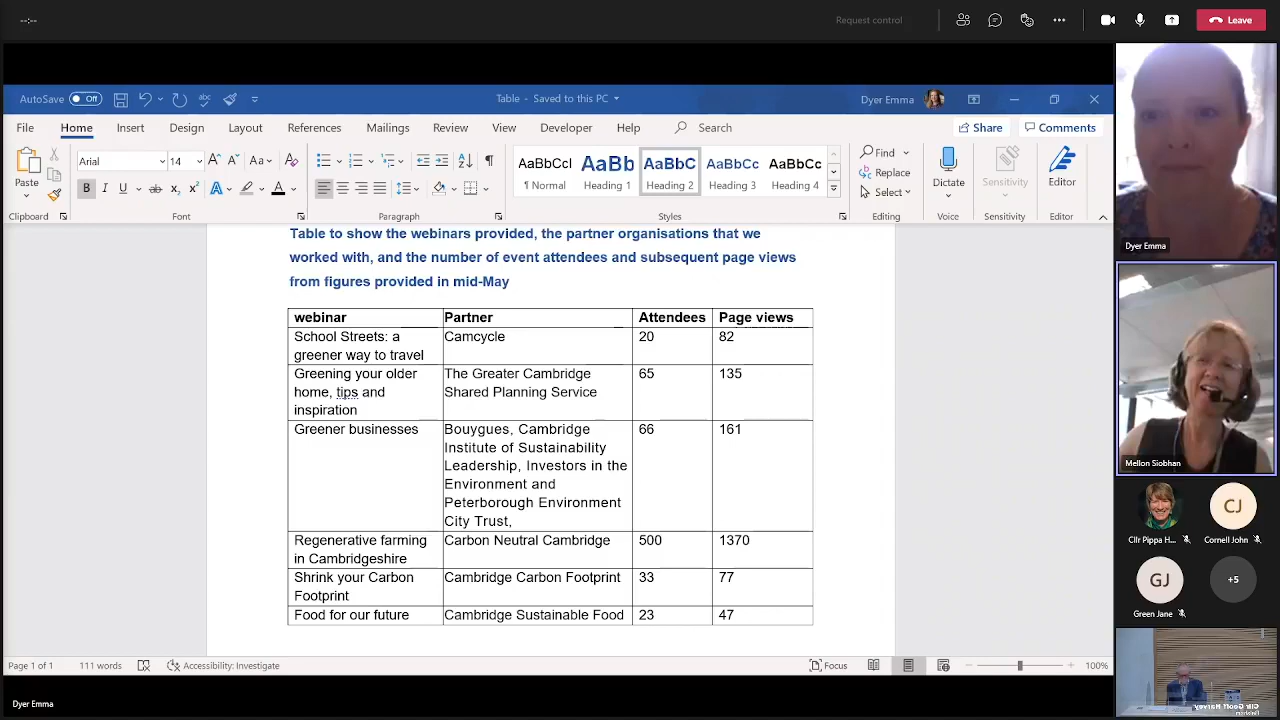 --:--
Request control
Leave
AutoSave Off
Table - Saved to this PC
Dyer Emma
File Home Insert Design Layout References Mailings Review View Developer Help Search
Share Comments
Paste
Arial 14
Aa
B I U ab x₂ x² A A
AaBbCcI AaBb AaBbC AaBbCc AaBbCc
¶ Normal Heading 1 Heading 2 Heading 3 Heading 4
Find
Replace
Select
Dictate
Sensitivity
Editor
Clipboard Font Paragraph Styles Editing Voice Sensitivity Editor
Table to show the webinars provided, the partner organisations that we
worked with, and the number of event attendees and subsequent page views
from figures provided in mid-May
webinar Partner Attendees Page views
School Streets: a Camcycle 20 82
greener way to travel
Greening your older The Greater Cambridge 65 135
home, tips and Shared Planning Service
inspiration
Greener businesses Bouygues, Cambridge 66 161
Institute of Sustainability
Leadership, Investors in the
Environment and
Peterborough Environment
City Trust,
Regenerative farming Carbon Neutral Cambridge 500 1370
in Cambridgeshire
Shrink your Carbon Cambridge Carbon Footprint 33 77
Footprint
Food for our future Cambridge Sustainable Food 23 47
Page 1 of 1 111 words Accessibility: Investigate
Focus 100%
Dyer Emma
Dyer Emma
Mellon Siobhan
CJ
Cllr Pippa H... Cornell John
GJ +5
Green Jane
Cllr Geoff Harvey